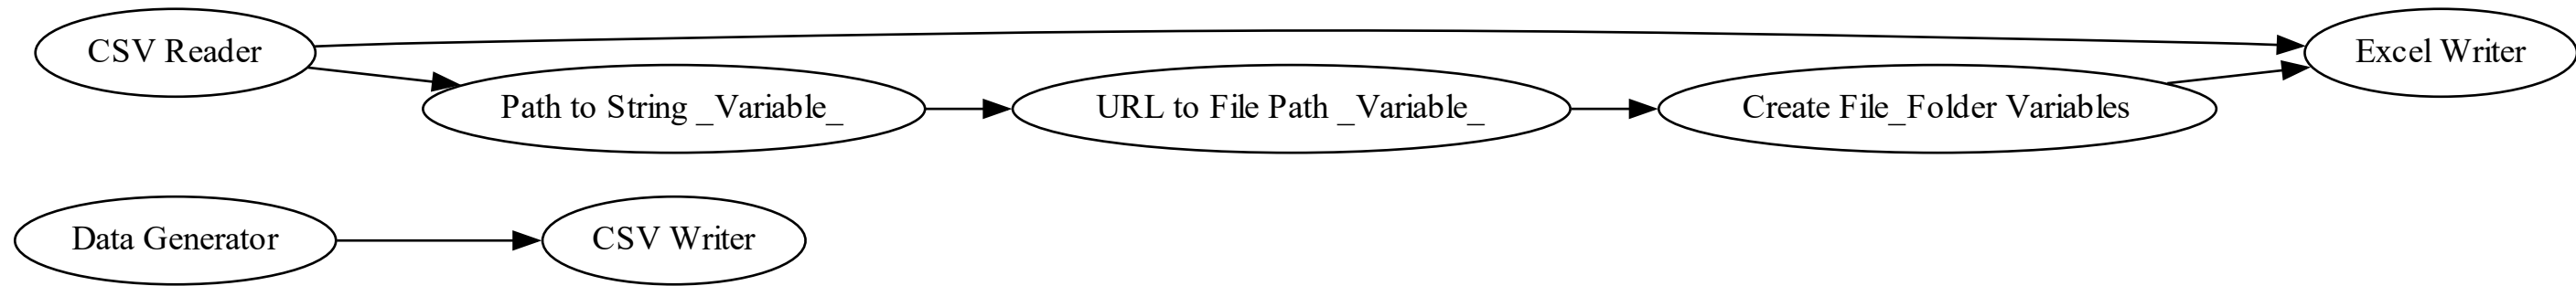 CSV Reader
Excel Writer
Path to String _Variable_
URL to File Path _Variable_
Create File_Folder Variables
Data Generator
CSV Writer